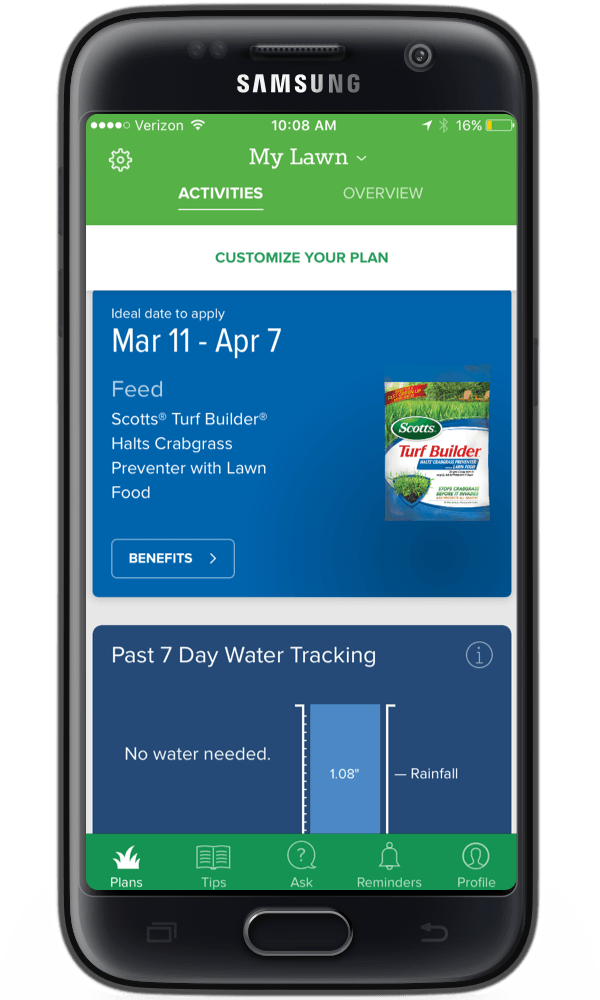 SAMSUNG
Verizon 10:08 AM 16%
My Lawn
ACTIVITIES OVERVIEW
CUSTOMIZE YOUR PLAN
Ideal date to apply
Mar 11 - Apr 7
Feed
Scotts® Turf Builder®
Halts Crabgrass
Preventer with Lawn
Food
Scotts
Turf Builder
HALTS CRABGRASS PREVENTER
LAWN FOOD
STOPS CRABGRASS
BEFORE IT INVADES
BENEFITS
Past 7 Day Water Tracking
No water needed.
1.08"
Rainfall
Plans Tips Ask Reminders Profile